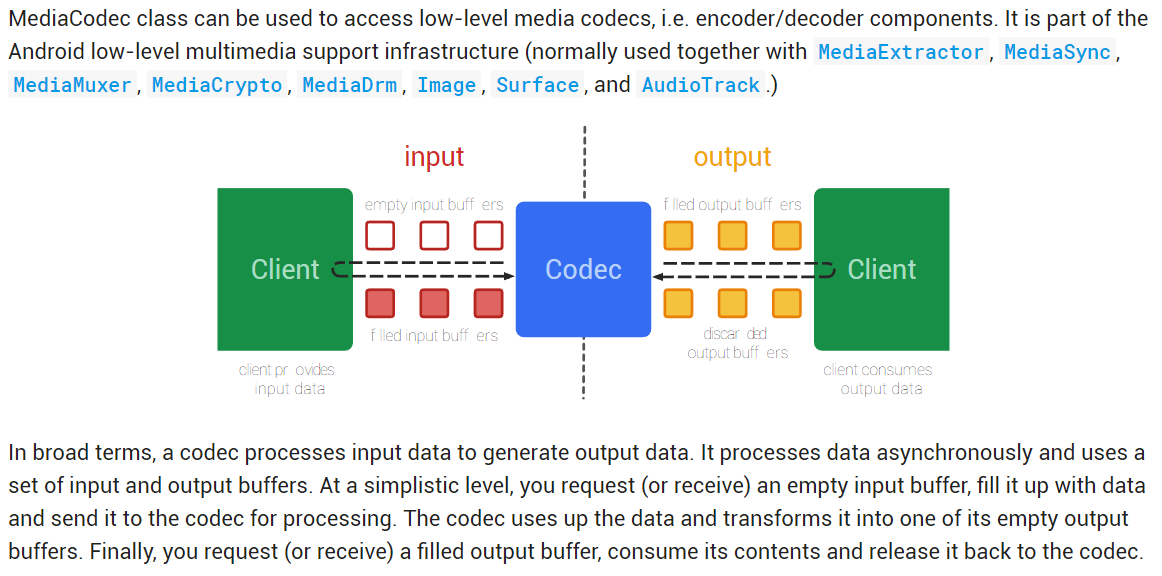 MediaCodec class can be used to access low-level media codecs, i.e. encoder/decoder components. It is part of the
Android low-level multimedia support infrastructure (normally used together with MediaExtractor, MediaSync,
MediaMuxer, MediaCrypto, MediaDrm, Image, Surface, and AudioTrack.)
input
output
empty input buff ers
f lled output buff ers
Client
Codec
Client
f lled input buff ers
discar ded
output buff ers
client pr ovides
input data
client consumes
output data
In broad terms, a codec processes input data to generate output data. It processes data asynchronously and uses a
set of input and output buffers. At a simplistic level, you request (or receive) an empty input buffer, fill it up with data
and send it to the codec for processing. The codec uses up the data and transforms it into one of its empty output
buffers. Finally, you request (or receive) a filled output buffer, consume its contents and release it back to the codec.